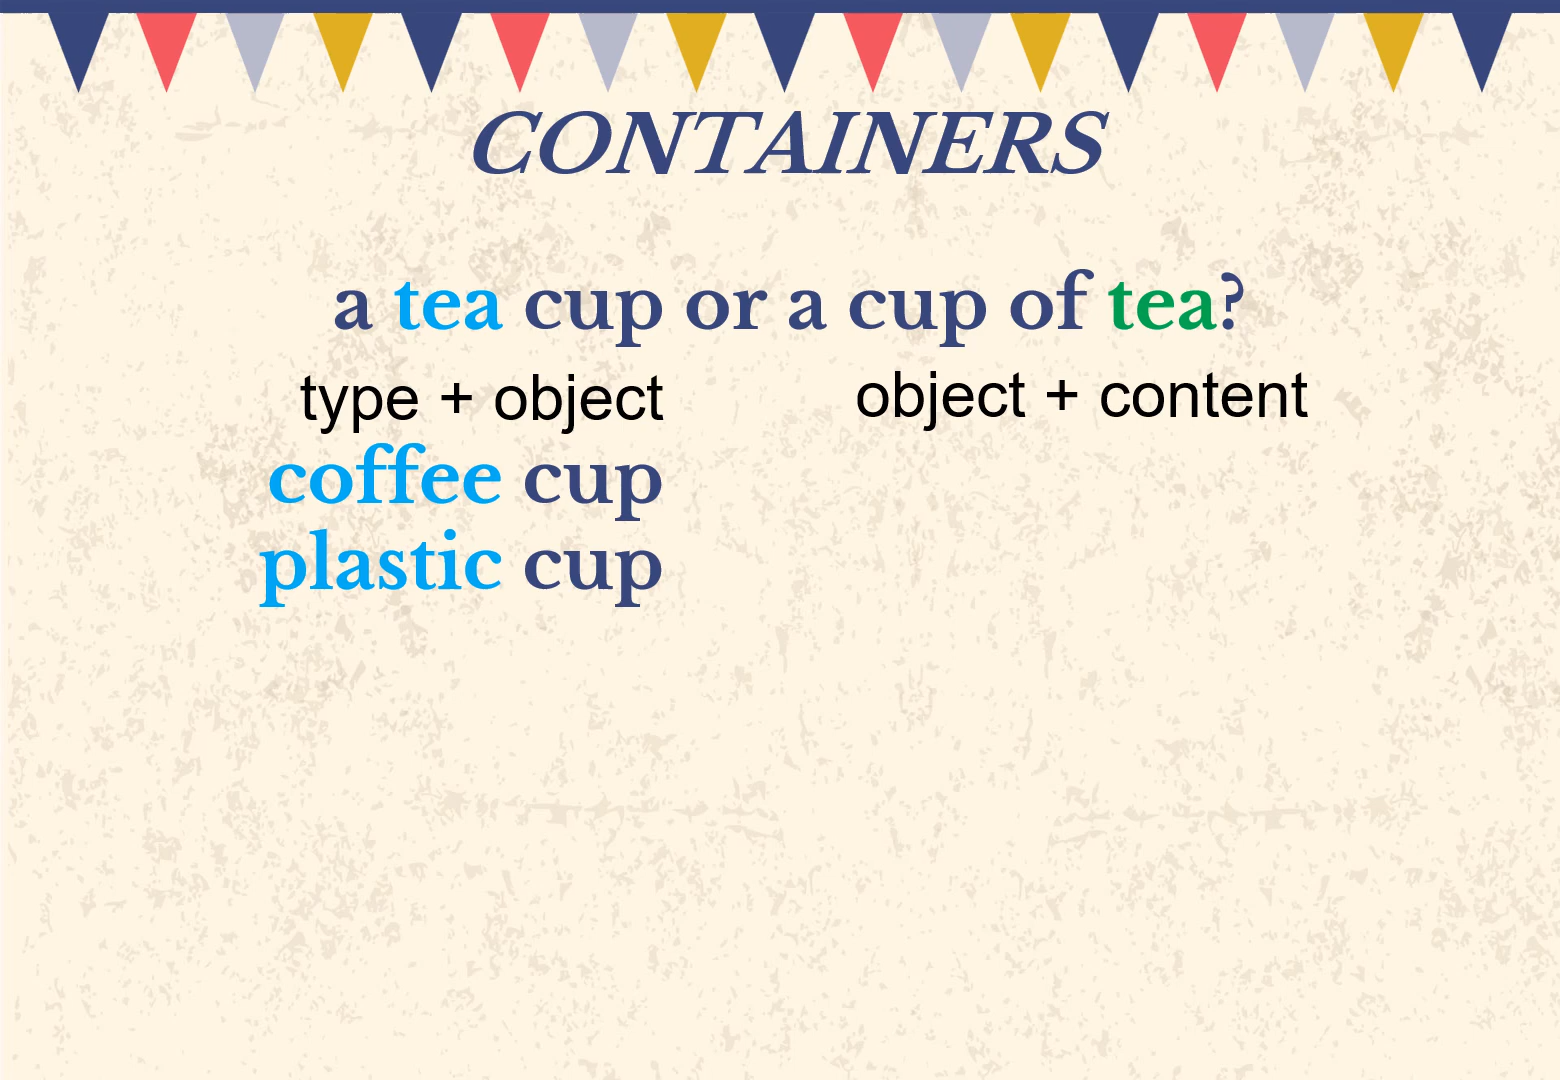 CONTAINERS
a tea cup or a cup of tea?
type + object
object + content
coffee cup
plastic cup